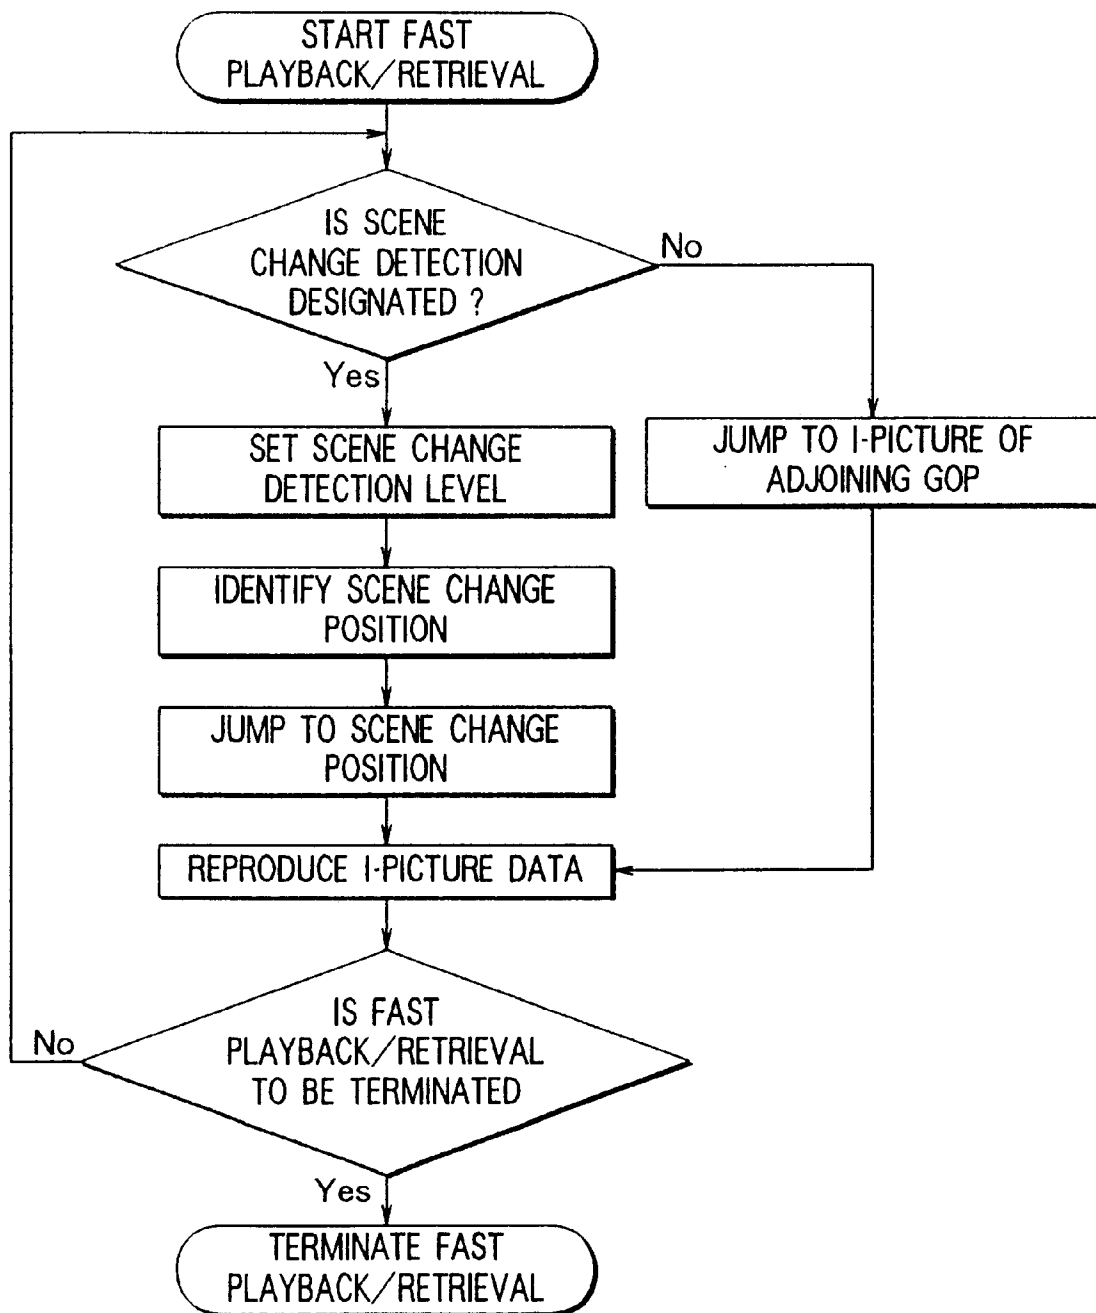 START FAST
PLAYBACK/RETRIEVAL
IS SCENE
CHANGE DETECTION
DESIGNATED ?
No
Yes
SET SCENE CHANGE
DETECTION LEVEL
JUMP TO I-PICTURE OF
ADJOINING GOP
IDENTIFY SCENE CHANGE
POSITION
JUMP TO SCENE CHANGE
POSITION
REPRODUCE I-PICTURE DATA
IS FAST
PLAYBACK/RETRIEVAL
TO BE TERMINATED
No
Yes
TERMINATE FAST
PLAYBACK/RETRIEVAL